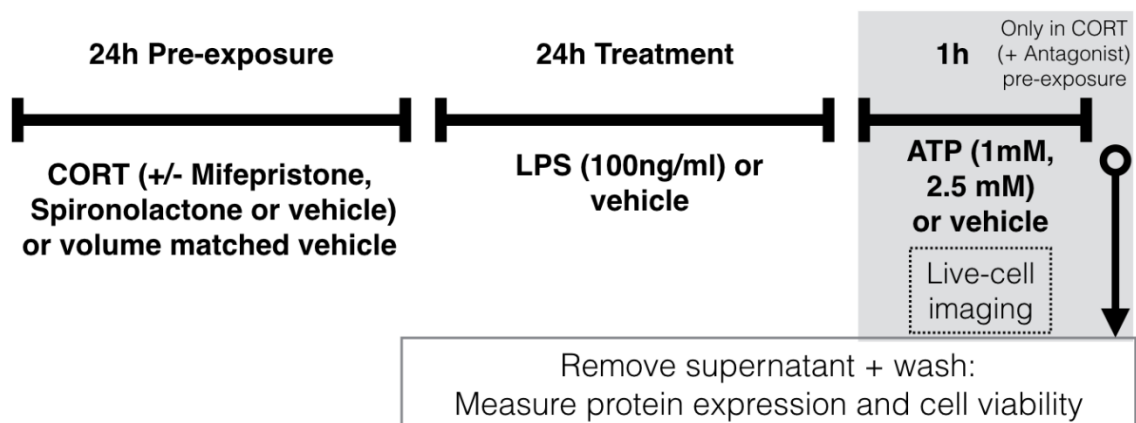 24h Pre-exposure
CORT (+/- Mifepristone,
Spironolactone or vehicle)
or volume matched vehicle
24h Treatment
LPS (100ng/ml) or
vehicle
1h
Only in CORT
(+ Antagonist)
pre-exposure
ATP (1mM,
2.5 mM)
or vehicle
Live-cell
imaging
Remove supernatant + wash:
Measure protein expression and cell viability